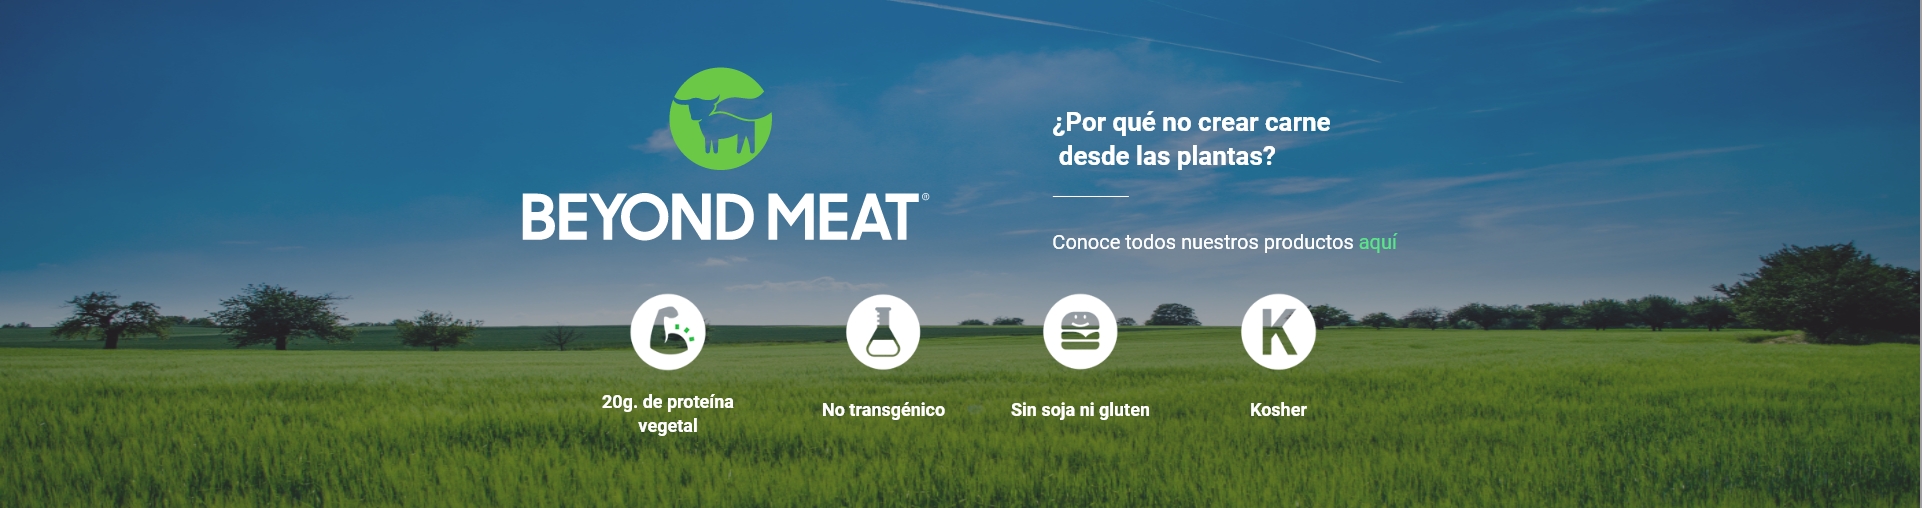 BEYOND MEAT®
¿Por qué no crear carne
desde las plantas?
Conoce todos nuestros productos aquí
20g. de proteína
vegetal
No transgénico
Sin soja ni gluten
K
Kosher